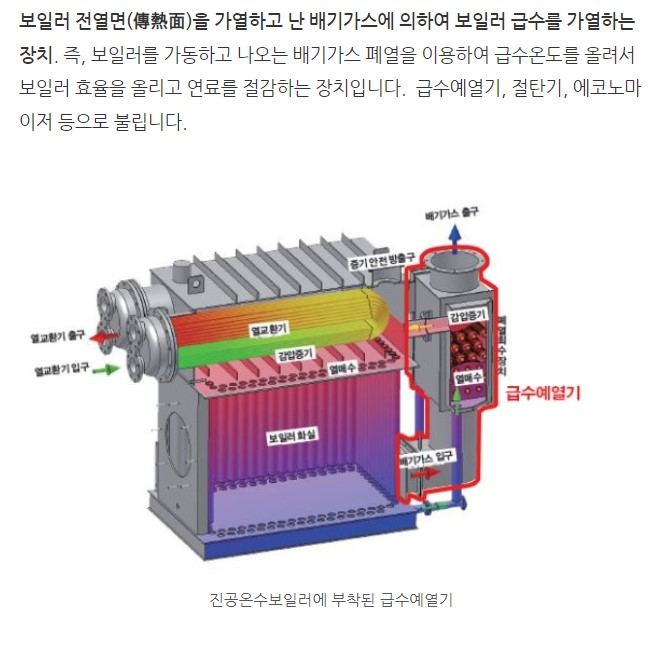 보일러 전열면(傳熱面)을 가열하고 난 배기가스에 의하여 보일러 급수를 가열하는
장치. 즉, 보일러를 가동하고 나오는 배기가스 폐열을 이용하여 급수온도를 올려서
보일러 효율을 올리고 연료를 절감하는 장치입니다. 급수예열기, 절탄기, 에코노마
이저 등으로 불립니다.
배기가스 출구
증기 안전 방출구
열교환기 출구
열교환기
감압증기
폐열회수장치
열교환기 입구
감압증기
열매수
열매수
급수예열기
보일러 화실
배기가스 입구
진공온수보일러에 부착된 급수예열기